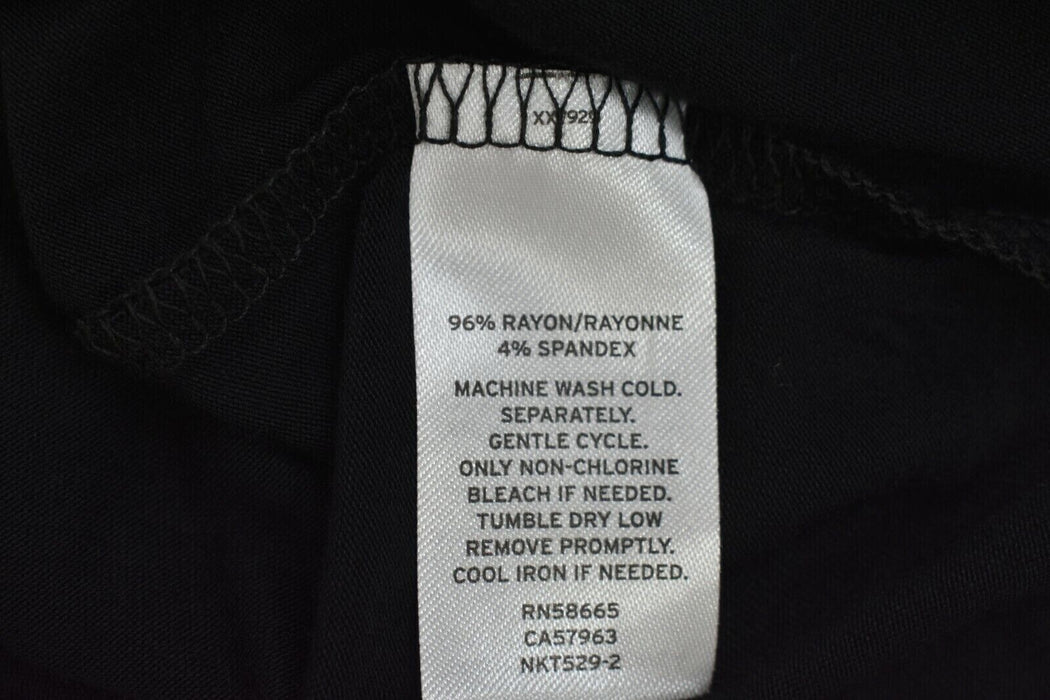 96% RAYON/RAYONNE
4% SPANDEX
MACHINE WASH COLD.
SEPARATELY.
GENTLE CYCLE.
ONLY NON-CHLORINE
BLEACH IF NEEDED.
TUMBLE DRY LOW
REMOVE PROMPTLY.
COOL IRON IF NEEDED.
RN58665
CA57963
NKT529-2